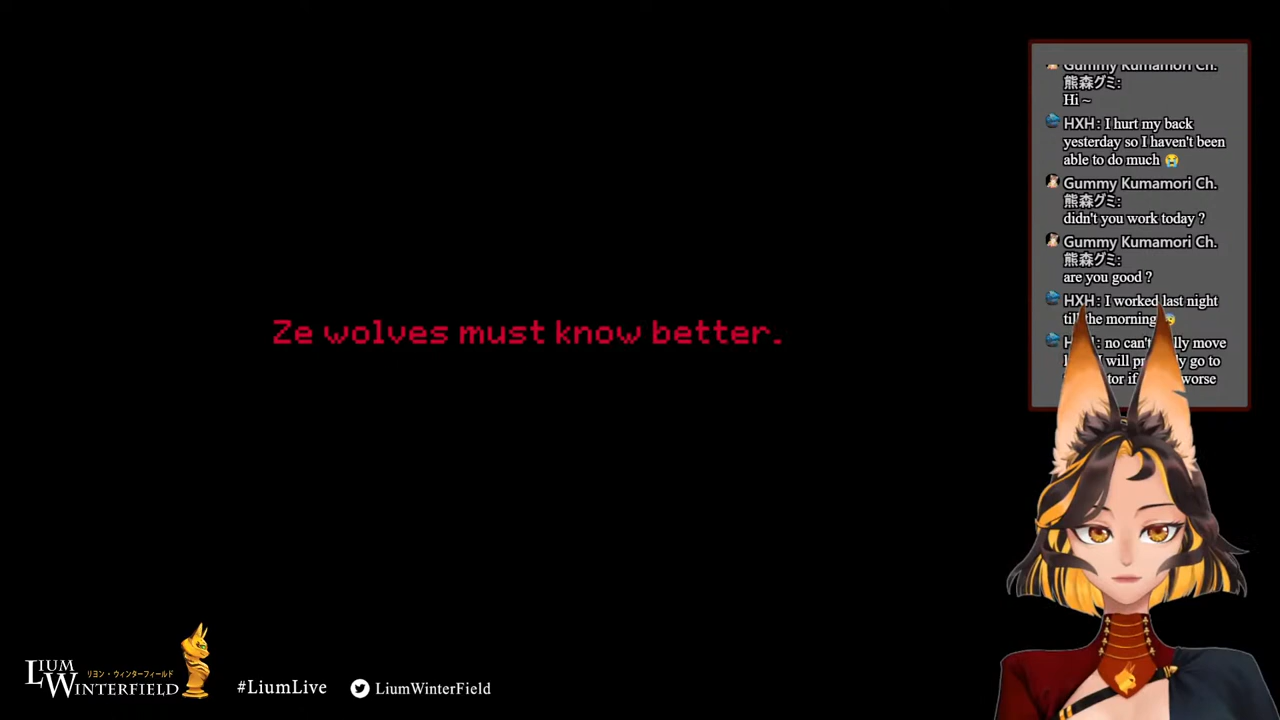 Gummy Kumamori Ch.
熊森グミ:
Hi ~
HXH: I hurt my back
yesterday so I haven't been
able to do much 😭
Gummy Kumamori Ch.
熊森グミ:
didn't you work today ?
Gummy Kumamori Ch.
熊森グミ:
are you good ?
HXH: I worked last night
till the morning
no can't move
will go to
if worse
Ze wolves must know better.
LIUM
WINTERFIELD
リヨン・ウィンターフィールド
#LiumLive
LiumWinterField